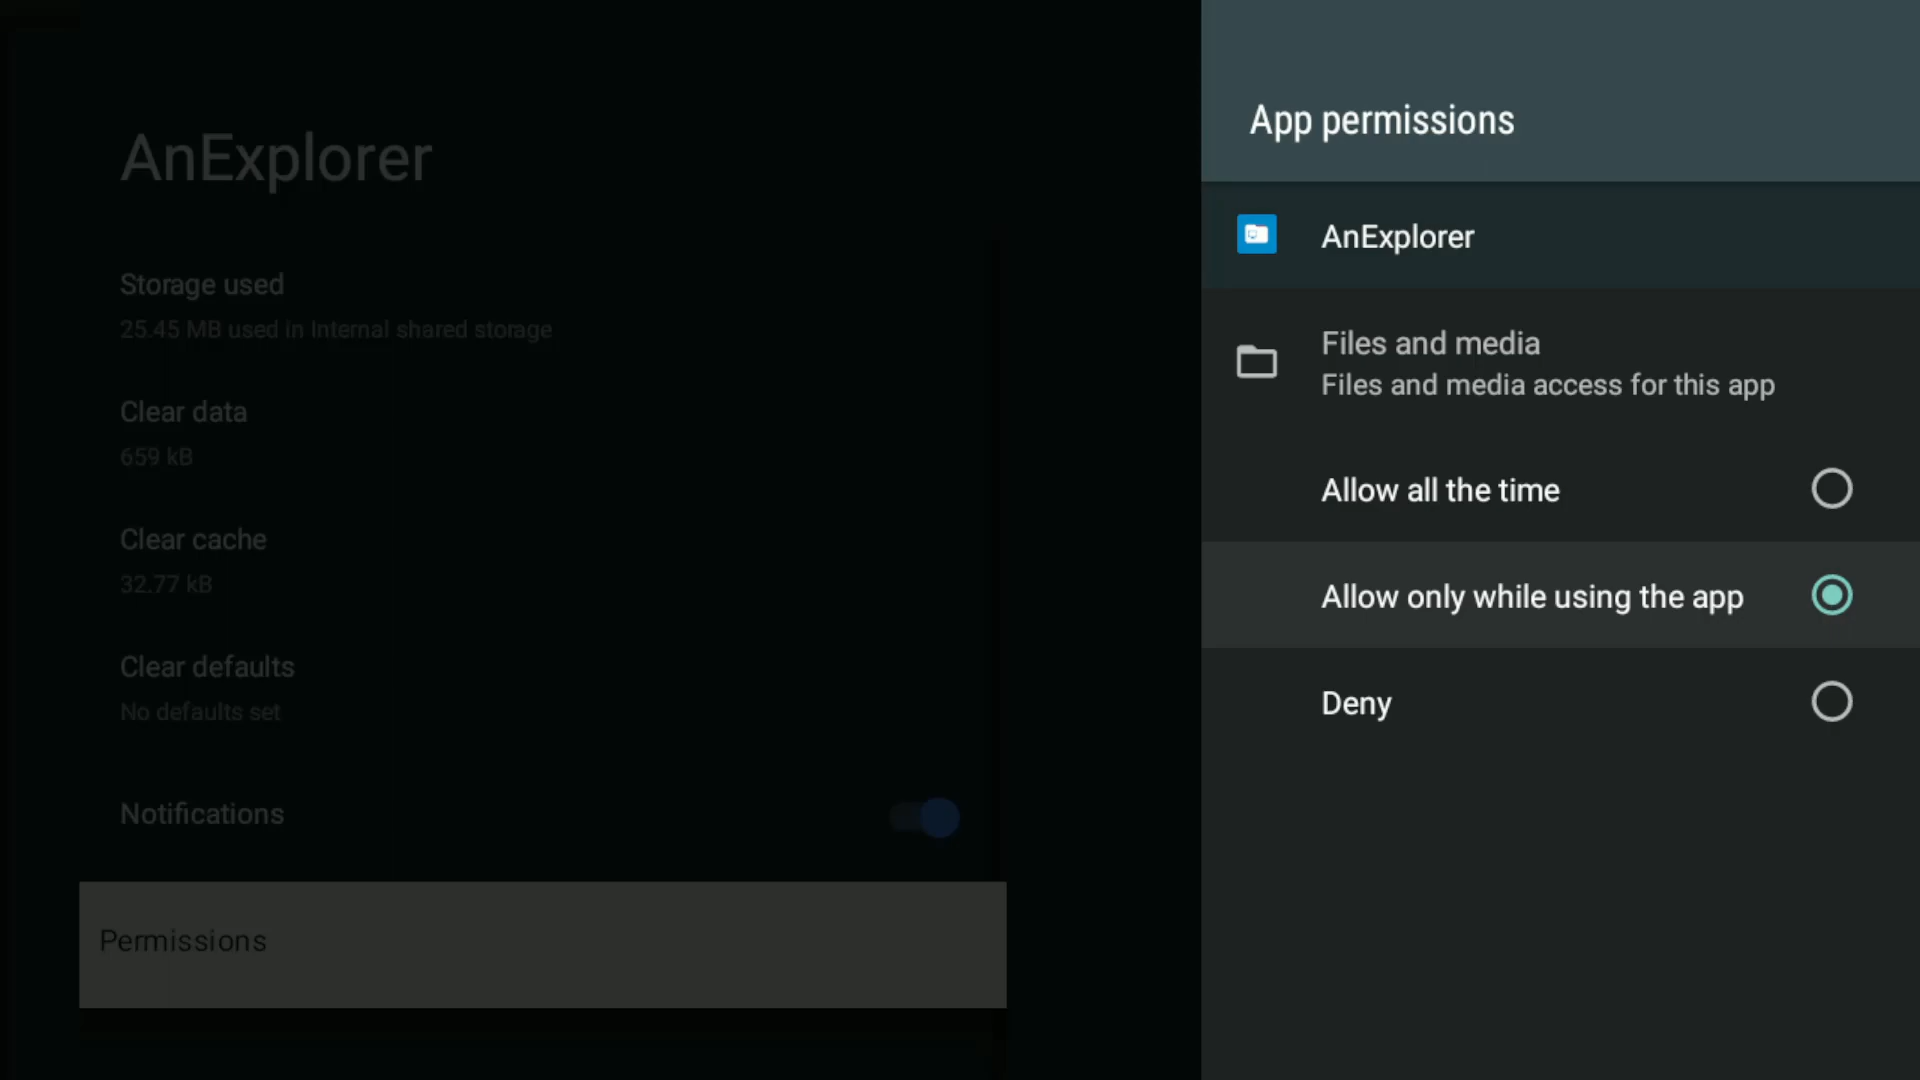 AnExplorer
Storage used
25.45 MB used in Internal shared storage
Clear data
659 kB
Clear cache
32.77 kB
Clear defaults
No defaults set
Notifications
Permissions
App permissions
AnExplorer
Files and media
Files and media access for this app
Allow all the time
Allow only while using the app
Deny